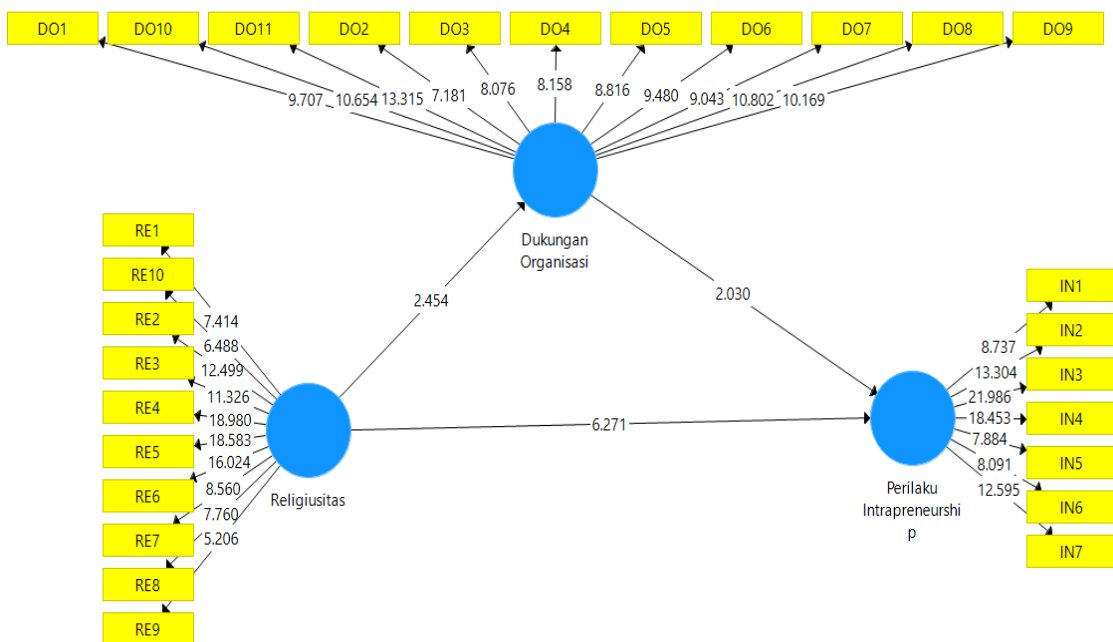 DO1 DO10 DO11 DO2 DO3 DO4 DO5 DO6 DO7 DO8 DO9
9.707 10.654 13.315 7.181 8.076 8.158 8.816 9.480 9.043 10.802 10.169
Dukungan
Organisasi
2.454
2.030
RE1
RE10
RE2
RE3
RE4
RE5
RE6
RE7
RE8
RE9
7.414
6.488
12.499
11.326
18.980
18.583
16.024
8.560
7.760
5.206
Religiusitas
6.271
Perilaku
Intrapreneurshi
p
8.737
13.304
21.986
18.453
7.884
8.091
12.595
IN1
IN2
IN3
IN4
IN5
IN6
IN7